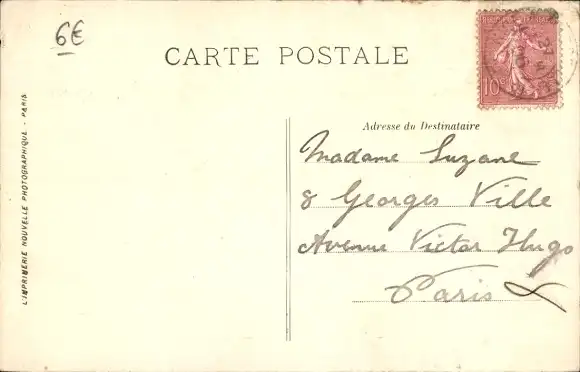 6€
CARTE POSTALE
10
Adresse du Destinataire
Madame Suzane
8 Georges Ville
Avenue Victor Hugo
Paris
L'IMPRIMERIE NOUVELLE PHOTOGRAPHIQUE - PARIS